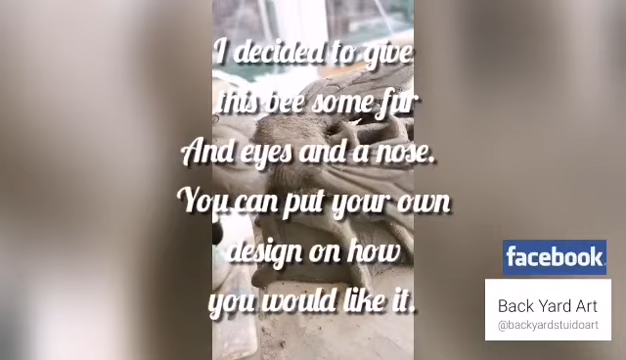 I decided to give
this bee some fur
And eyes and a nose.
You can put your own
design on how
you would like it.
facebook
Back Yard Art
@backyardstuidoart